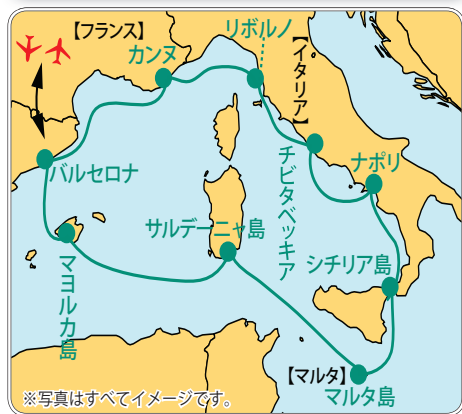 【フランス】
リボルノ
カンヌ
【イタリア】
バルセロナ
チビタベッキア
ナポリ
サルデーニャ島
マヨルカ島
シチリア島
【マルタ】
マルタ島
※写真はすべてイメージです。